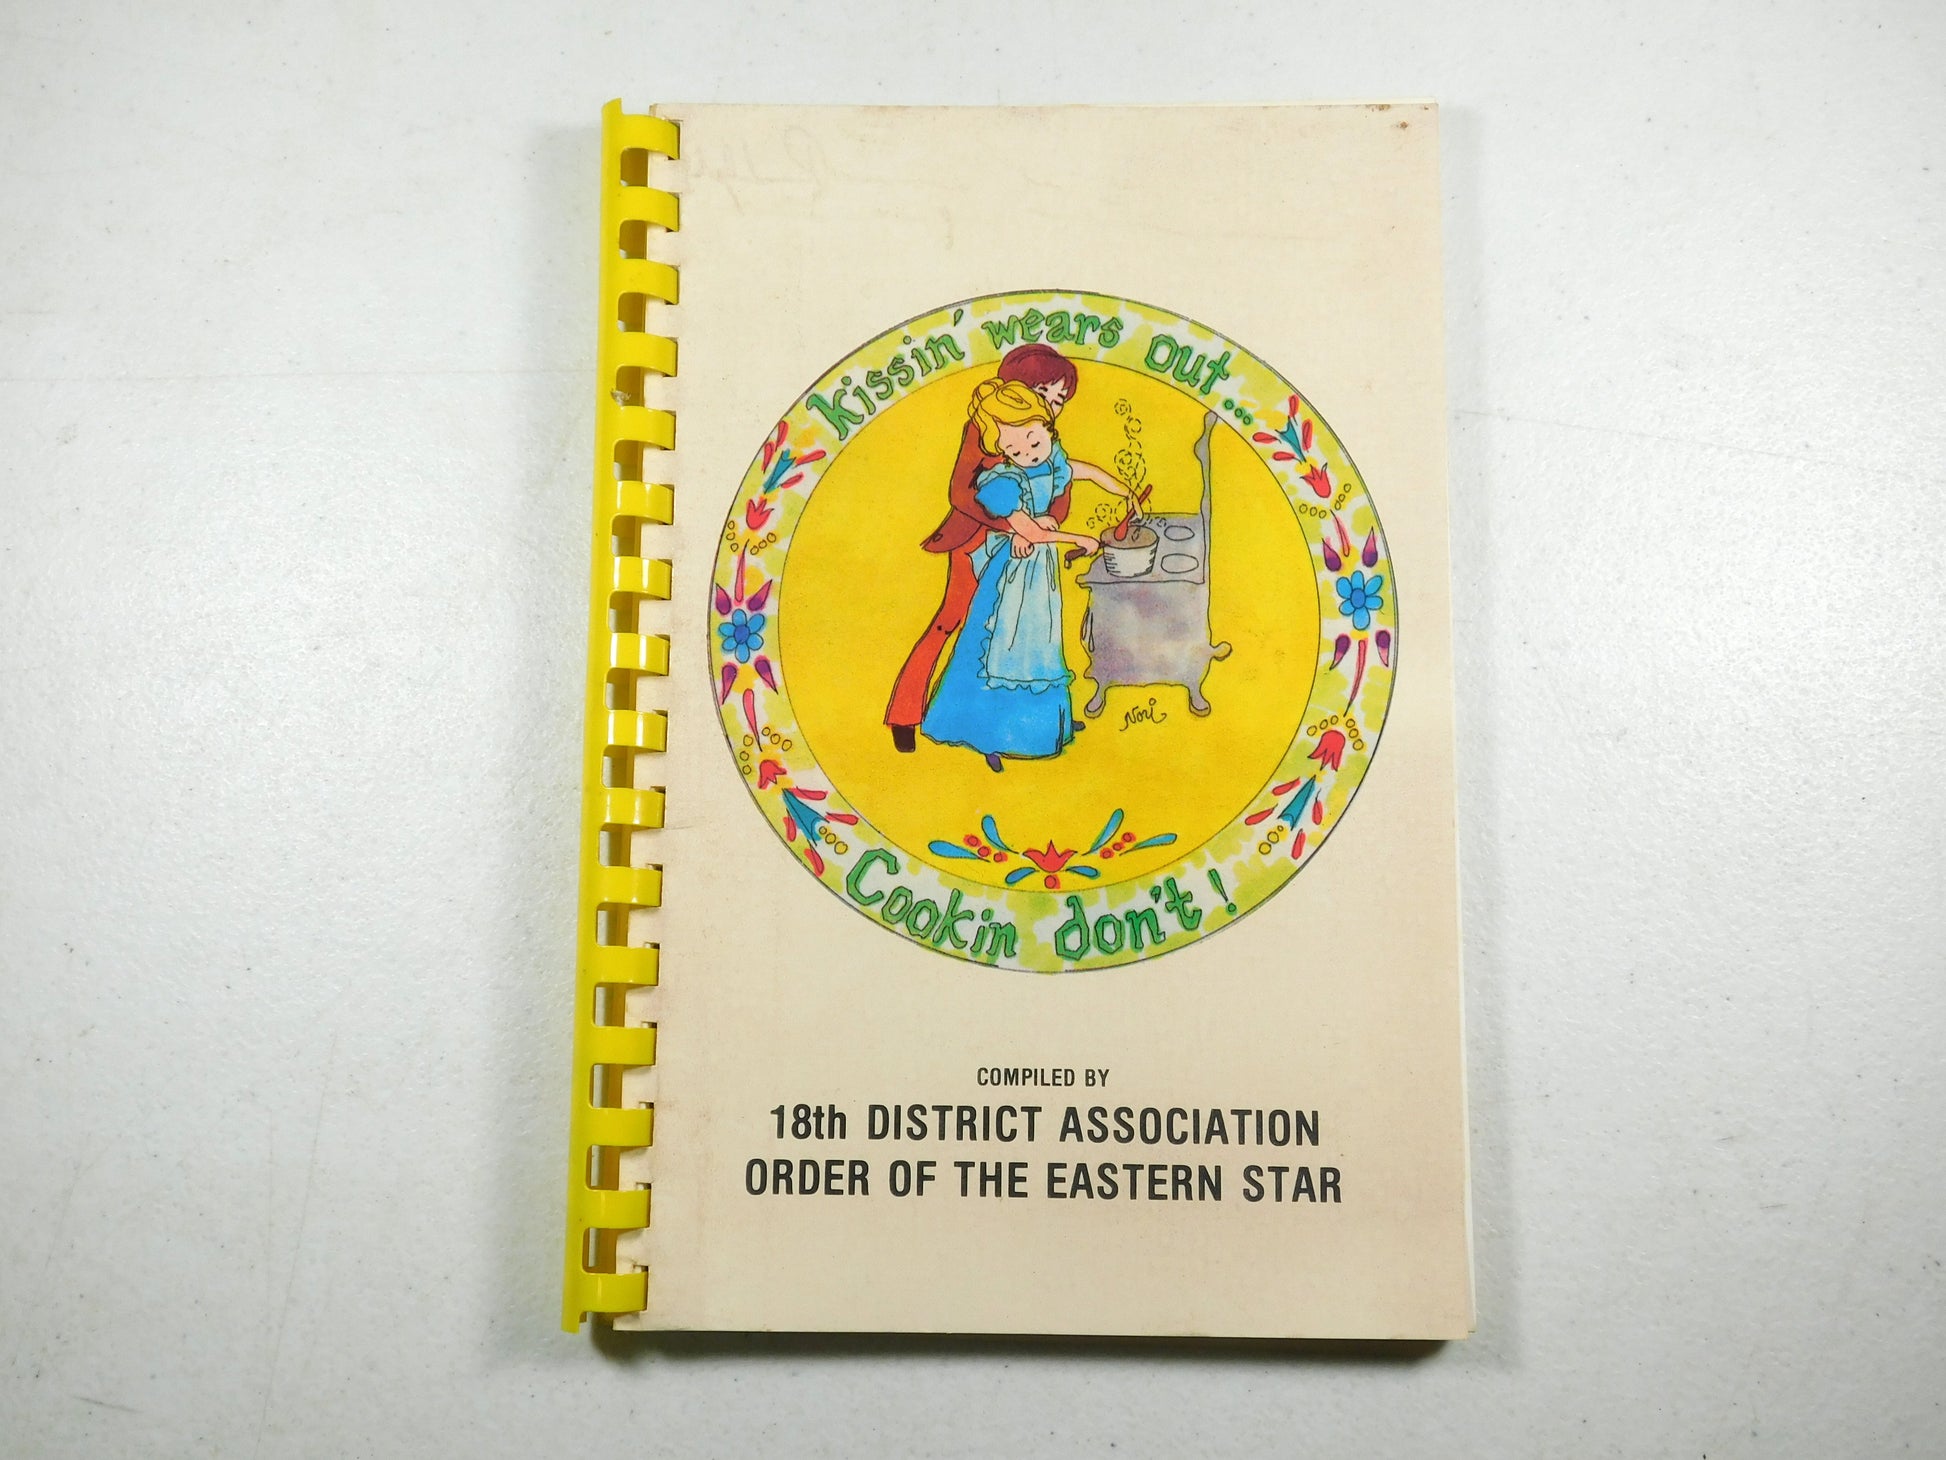 kissin' wears out...
Nori
Cookin don't!
COMPILED BY
18th DISTRICT ASSOCIATION
ORDER OF THE EASTERN STAR